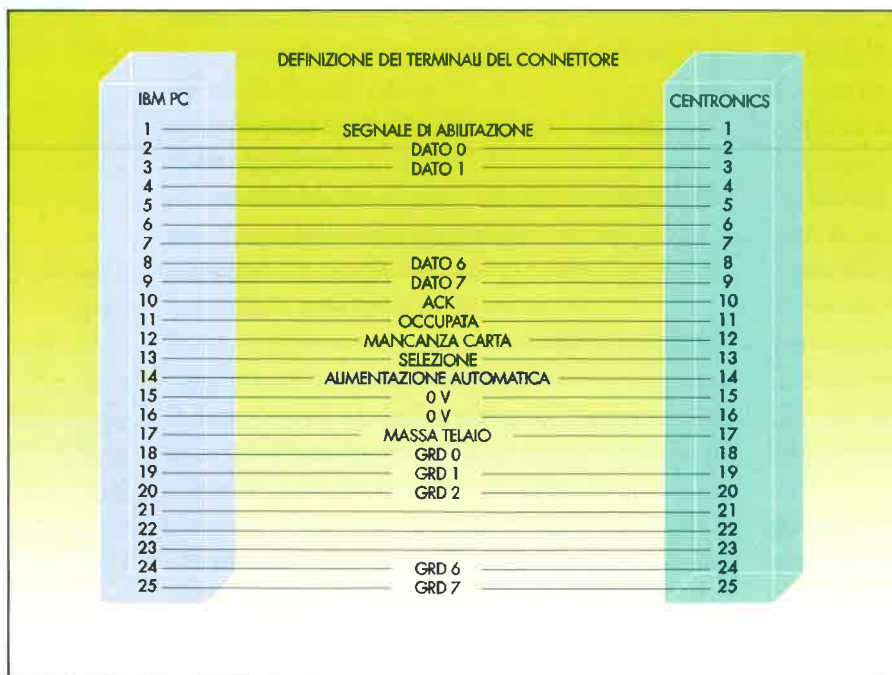 DEFINIZIONE DEI TERMINALI DEL CONNETTORE
IBM PC CENTRONICS
1 SEGNALE DI ABILITAZIONE 1
2 DATO 0 2
3 DATO 1 3
4 4
5 5
6 6
7 7
8 DATO 6 8
9 DATO 7 9
10 ACK 10
11 OCCUPATA 11
12 MANCANZA CARTA 12
13 SELEZIONE 13
14 ALIMENTAZIONE AUTOMATICA 14
15 0 V 15
16 0 V 16
17 MASSA TELAIO 17
18 GRD 0 18
19 GRD 1 19
20 GRD 2 20
21 21
22 22
23 23
24 GRD 6 24
25 GRD 7 25